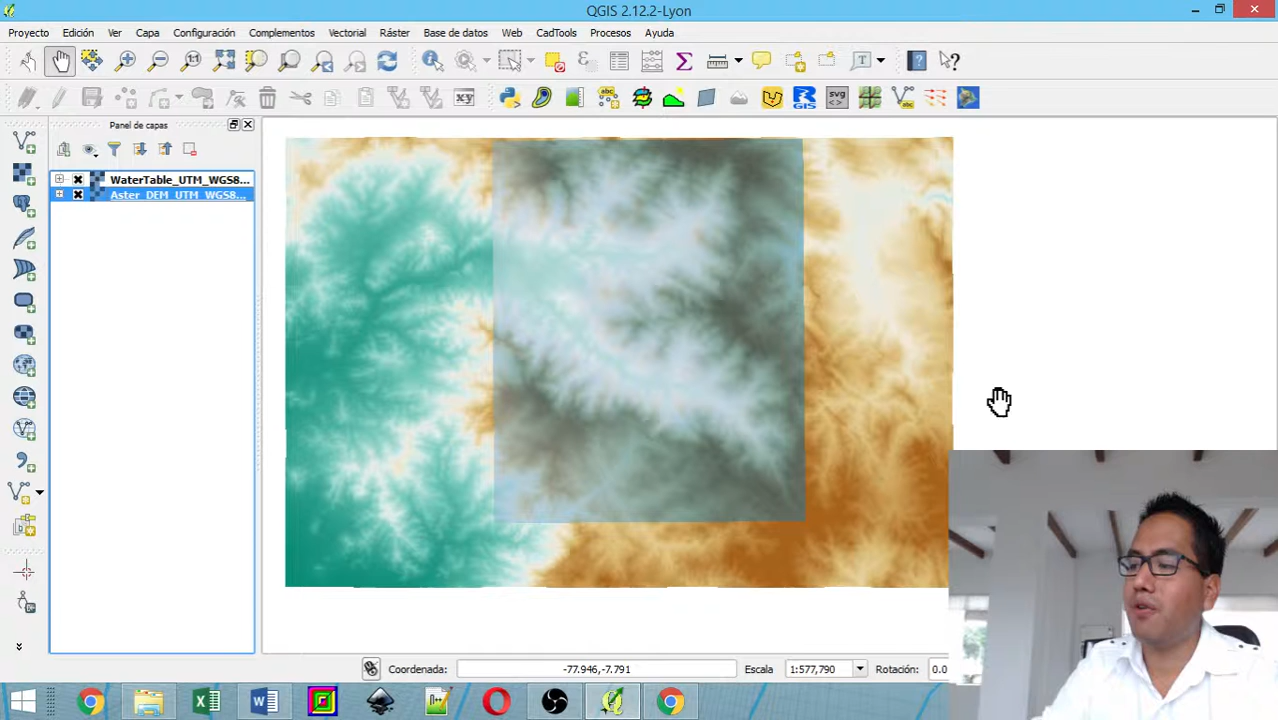 QGIS 2.12.2-Lyon
Proyecto Edición Ver Capa Configuración Complementos Vectorial Ráster Base de datos Web CadTools Procesos Ayuda
Panel de capas
WaterTable_UTM_WGS8...
Aster_DEM_UTM_WGS8...
Coordenada: -77.946,-7.791 Escala 1:577,790 Rotación: 0.0